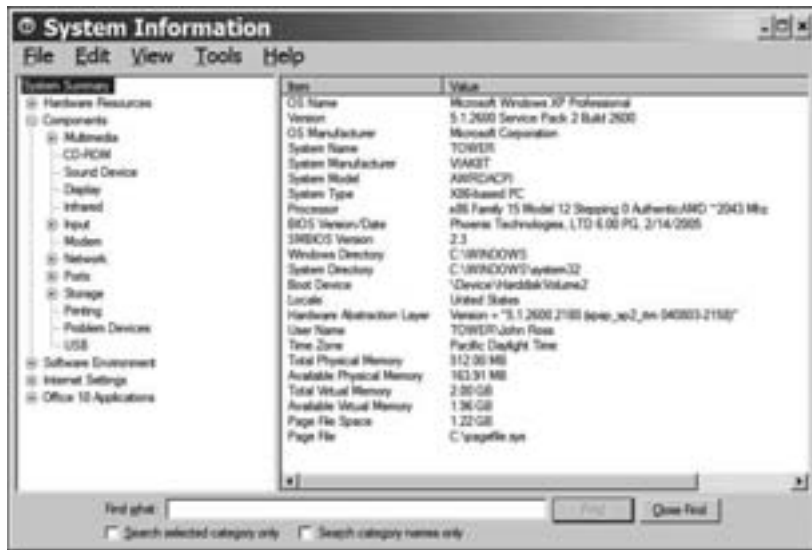 System Information
File Edit View Tools Help
System Summary
Hardware Resources
Components
Multimedia
CD-ROM
Sound Device
Display
Infrared
Input
Modem
Network
Ports
Storage
Printing
Problem Devices
USB
Software Environment
Internet Settings
Office 10 Applications
Item Value
OS Name Microsoft Windows XP Professional
Version 5.1.2600 Service Pack 2 Build 2600
OS Manufacturer Microsoft Corporation
System Name TOWER
System Manufacturer VIAK8T
System Model AWRDACPI
System Type X86-based PC
Processor x86 Family 15 Model 12 Stepping 0 AuthenticAMD ~2043 Mhz
BIOS Version/Date Phoenix Technologies, LTD 6.00 PG, 2/14/2005
SMBIOS Version 2.3
Windows Directory C:\WINDOWS
System Directory C:\WINDOWS\system32
Boot Device \Device\HarddiskVolume2
Locale United States
Hardware Abstraction Layer Version = "5.1.2600.2180 (xpsp_sp2_rtm.040803-2158)"
User Name TOWER\John Ross
Time Zone Pacific Daylight Time
Total Physical Memory 512.00 MB
Available Physical Memory 163.91 MB
Total Virtual Memory 2.00 GB
Available Virtual Memory 1.96 GB
Page File Space 1.22 GB
Page File C:\pagefile.sys
Find what: Find Close Find
Search selected category only Search category names only